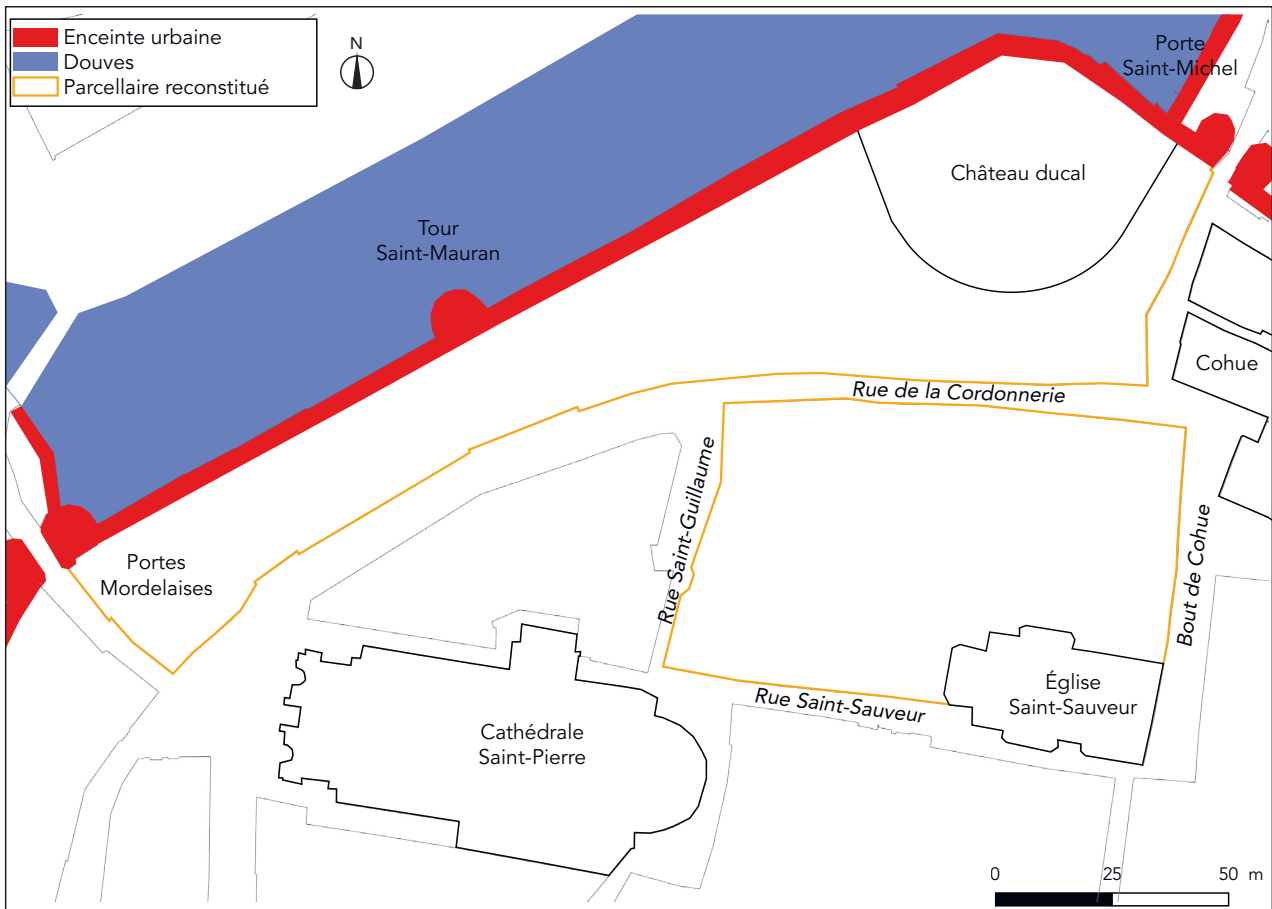 Enceinte urbaine
Douves
Parcellaire reconstitué
N
Porte
Saint-Michel
Château ducal
Tour
Saint-Mauran
Cohue
Rue de la Cordonnerie
Rue Saint-Guillaume
Bout de Cohue
Portes
Mordelaises
Rue Saint-Sauveur
Église
Saint-Sauveur
Cathédrale
Saint-Pierre
0 25 50 m